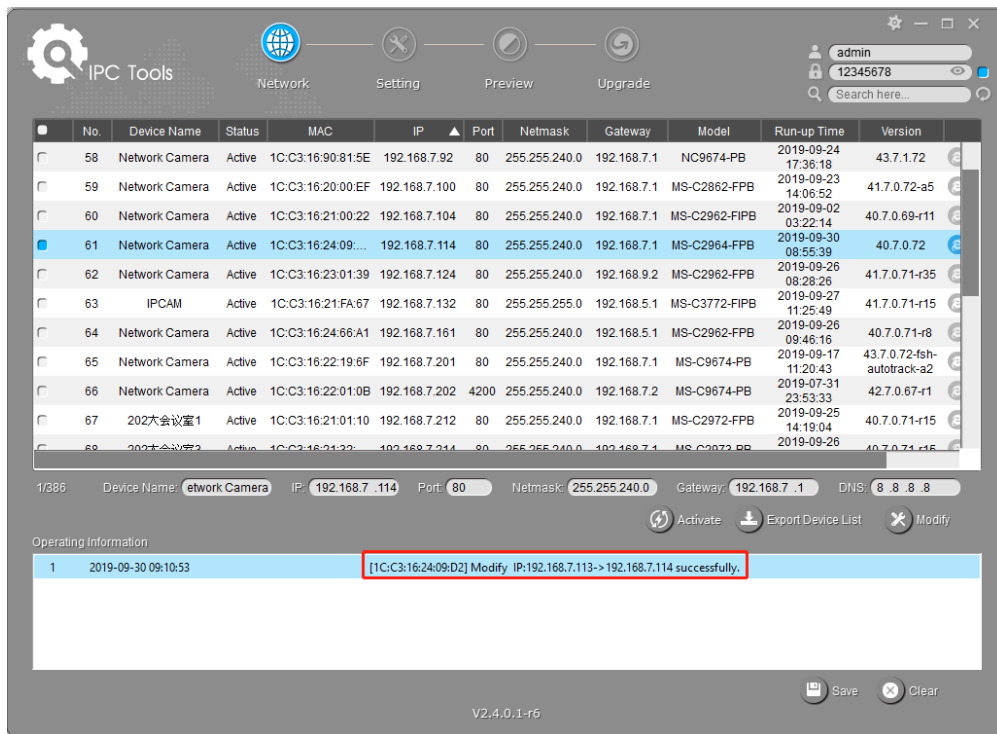 IPC Tools
Network Setting Preview Upgrade
admin
12345678
Search here...
No. Device Name Status MAC IP Port Netmask Gateway Model Run-up Time Version
58 Network Camera Active 1C:C3:16:90:81:5E 192.168.7.92 80 255.255.240.0 192.168.7.1 NC9674-PB 2019-09-24 17:36:18 43.7.1.72
59 Network Camera Active 1C:C3:16:20:00:EF 192.168.7.100 80 255.255.240.0 192.168.7.1 MS-C2862-FPB 2019-09-23 14:06:52 41.7.0.72-a5
60 Network Camera Active 1C:C3:16:21:00:22 192.168.7.104 80 255.255.240.0 192.168.7.1 MS-C2962-FIPB 2019-09-02 03:22:14 40.7.0.69-r11
61 Network Camera Active 1C:C3:16:24:09:... 192.168.7.114 80 255.255.240.0 192.168.7.1 MS-C2964-FPB 2019-09-30 08:55:39 40.7.0.72
62 Network Camera Active 1C:C3:16:23:01:39 192.168.7.124 80 255.255.240.0 192.168.9.2 MS-C2962-FPB 2019-09-26 08:28:26 41.7.0.71-r35
63 IPCAM Active 1C:C3:16:21:FA:67 192.168.7.132 80 255.255.255.0 192.168.5.1 MS-C3772-FIPB 2019-09-27 11:25:49 41.7.0.71-r15
64 Network Camera Active 1C:C3:16:24:66:A1 192.168.7.161 80 255.255.240.0 192.168.5.1 MS-C2962-FPB 2019-09-26 09:46:16 40.7.0.71-r8
65 Network Camera Active 1C:C3:16:22:19:6F 192.168.7.201 80 255.255.240.0 192.168.7.1 MS-C9674-PB 2019-09-17 11:20:43 43.7.0.72-fsh-autotrack-a2
66 Network Camera Active 1C:C3:16:22:01:0B 192.168.7.202 4200 255.255.240.0 192.168.7.2 MS-C9674-PB 2019-07-31 23:53:33 42.7.0.67-r1
67 202大会议室1 Active 1C:C3:16:21:01:10 192.168.7.212 80 255.255.240.0 192.168.7.1 MS-C2972-FPB 2019-09-25 14:19:04 40.7.0.71-r15
68 Active 192.168.7.214 80 255.255.240.0 192.168.7.1 2019-09-26 40.7.0.71-r15
1/386 Device Name: etwork Camera IP: 192.168.7 .114 Port: 80 Netmask: 255.255.240.0 Gateway: 192.168.7 .1 DNS: 8 .8 .8 .8
Activate Export Device List Modify
Operating Information
1 2019-09-30 09:10:53 [1C:C3:16:24:09:D2] Modify IP:192.168.7.113->192.168.7.114 successfully.
Save Clear
V2.4.0.1-r6